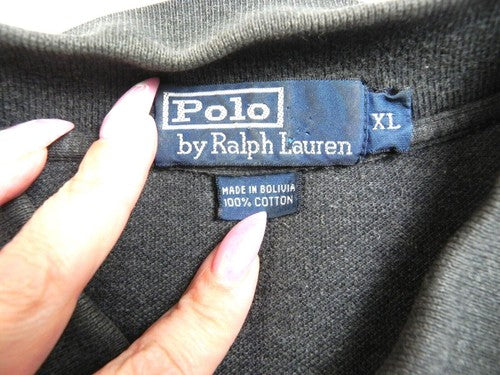 Polo
by Ralph Lauren
XL
MADE IN BOLIVIA
100% COTTON